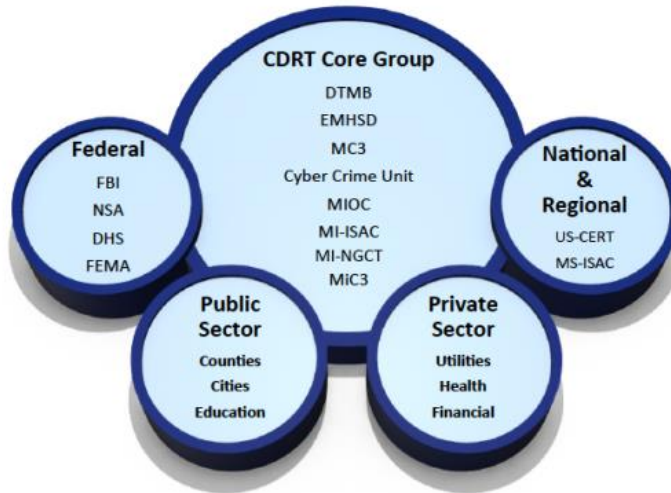 CDRT Core Group
DTMB
EMHSD
MC3
Cyber Crime Unit
MIOC
MI-ISAC
MI-NGCT
MiC3
Federal
FBI
NSA
DHS
FEMA
National
&
Regional
US-CERT
MS-ISAC
Public
Sector
Counties
Cities
Education
Private
Sector
Utilities
Health
Financial